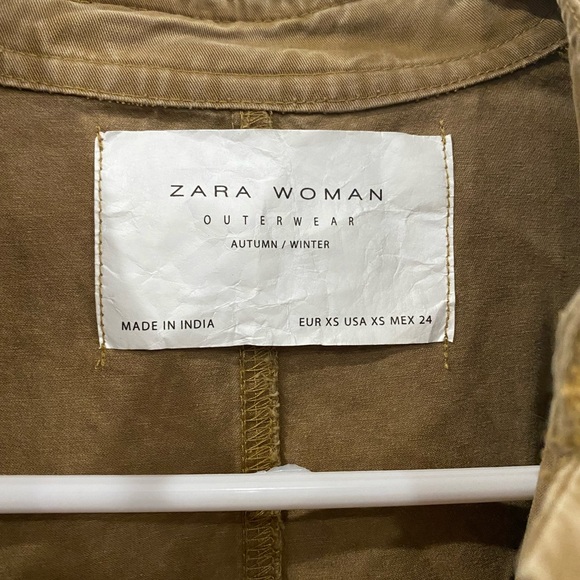 ZARA WOMAN
OUTERWEAR
AUTUMN / WINTER
MADE IN INDIA EUR XS USA XS MEX 24